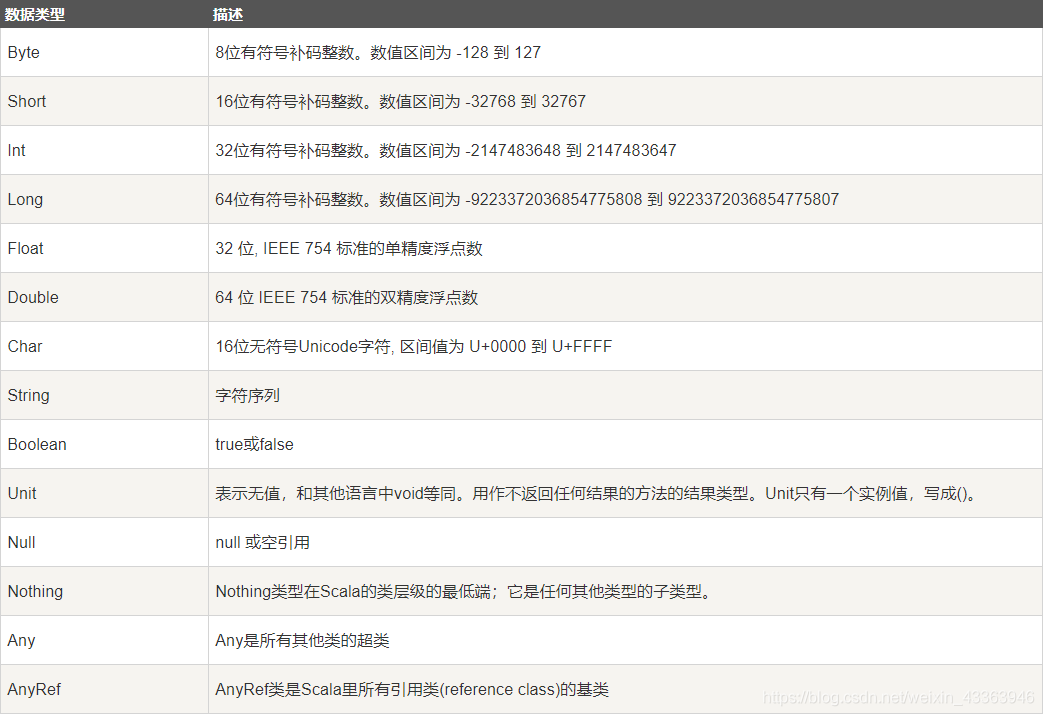 数据类型 描述
Byte 8位有符号补码整数。数值区间为 -128 到 127
Short 16位有符号补码整数。数值区间为 -32768 到 32767
Int 32位有符号补码整数。数值区间为 -2147483648 到 2147483647
Long 64位有符号补码整数。数值区间为 -9223372036854775808 到 9223372036854775807
Float 32 位, IEEE 754 标准的单精度浮点数
Double 64 位 IEEE 754 标准的双精度浮点数
Char 16位无符号Unicode字符, 区间值为 U+0000 到 U+FFFF
String 字符序列
Boolean true或false
Unit 表示无值，和其他语言中void等同。用作不返回任何结果的方法的结果类型。Unit只有一个实例值，写成()。
Null null 或空引用
Nothing Nothing类型在Scala的类层级的最低端；它是任何其他类型的子类型。
Any Any是所有其他类的超类
AnyRef AnyRef类是Scala里所有引用类(reference class)的基类
https://blog.csdn.net/weixin_43363946